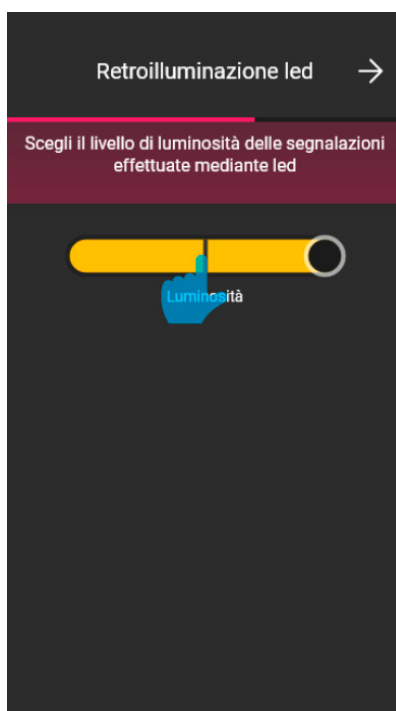 Retroilluminazione led
Scegli il livello di luminosità delle segnalazioni
effettuate mediante led
Luminosità